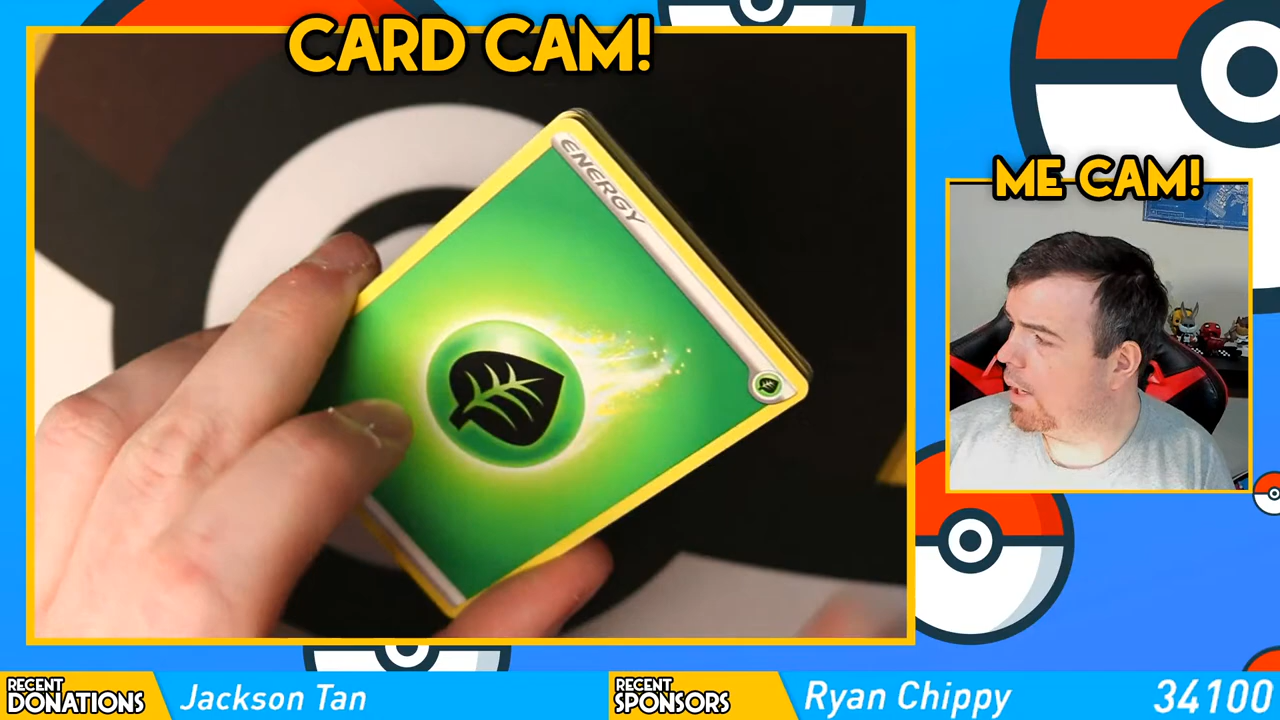 CARD CAM!
ENERGY
ME CAM!
RECENT
DONATIONS
Jackson Tan
RECENT
SPONSORS
Ryan Chippy
34100